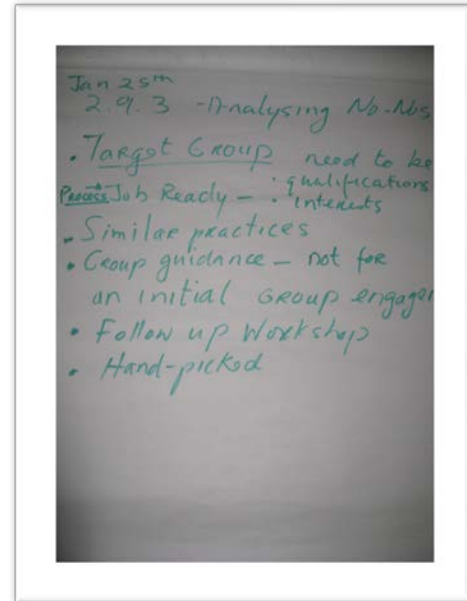 Jan 25th
2.9.3 - Analysing No-Nos
• Target Group need to be
Process Job Ready - • qualifications
• interests
• Similar practices
• Group guidance - not for
an initial GROUP engager
• Follow up Workshop
• Hand-picked